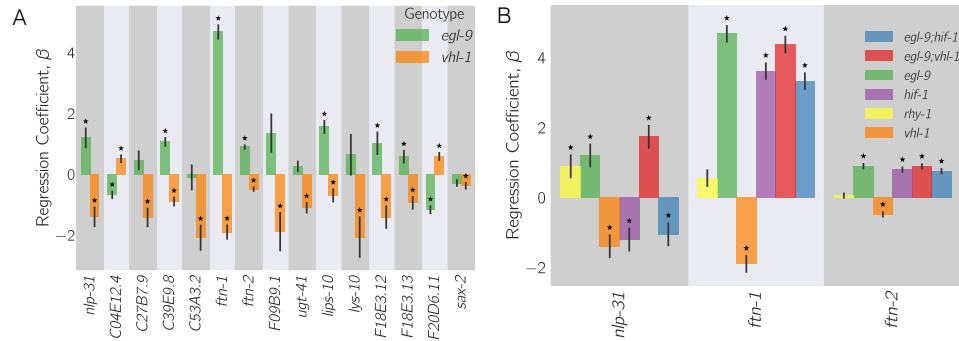 A
Genotype
egl-9
vhl-1
Regression Coefficient, β
4
2
0
−2
nlp-31
C04E12.4
C27B7.9
C39E9.8
C53A3.2
ftn-1
ftn-2
F09B9.1
ugt-41
lips-10
lys-10
F18E3.12
F18E3.13
F20D6.11
sax-2
B
egl-9;hif-1
egl-9;vhl-1
egl-9
hif-1
rhy-1
vhl-1
Regression Coefficient, β
4
2
0
−2
nlp-31
ftn-1
ftn-2